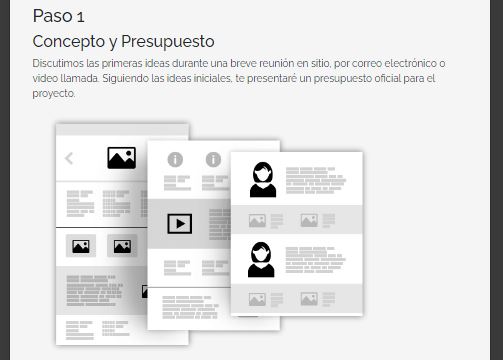 Paso 1
Concepto y Presupuesto
Discutimos las primeras ideas durante una breve reunión en sitio, por correo electrónico o
video llamada. Siguiendo las ideas iniciales, te presentaré un presupuesto oficial para el
proyecto.